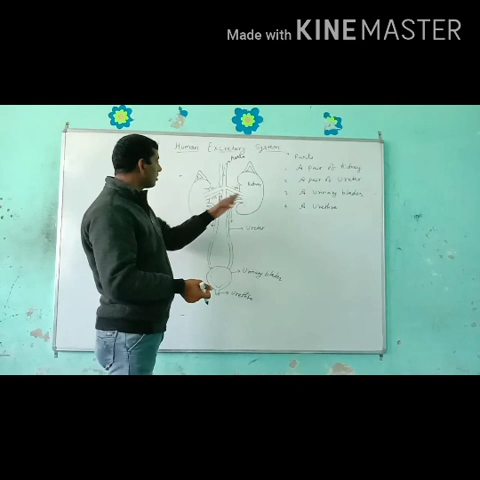 Made with KINEMASTER
Human Excretory System
Parts
1. A Pair of Kidney
2. A pair of Ureter
3. A Urinary bladder
4. A Urethra
Kidney
Ureter
Urinary bladder
Urethra